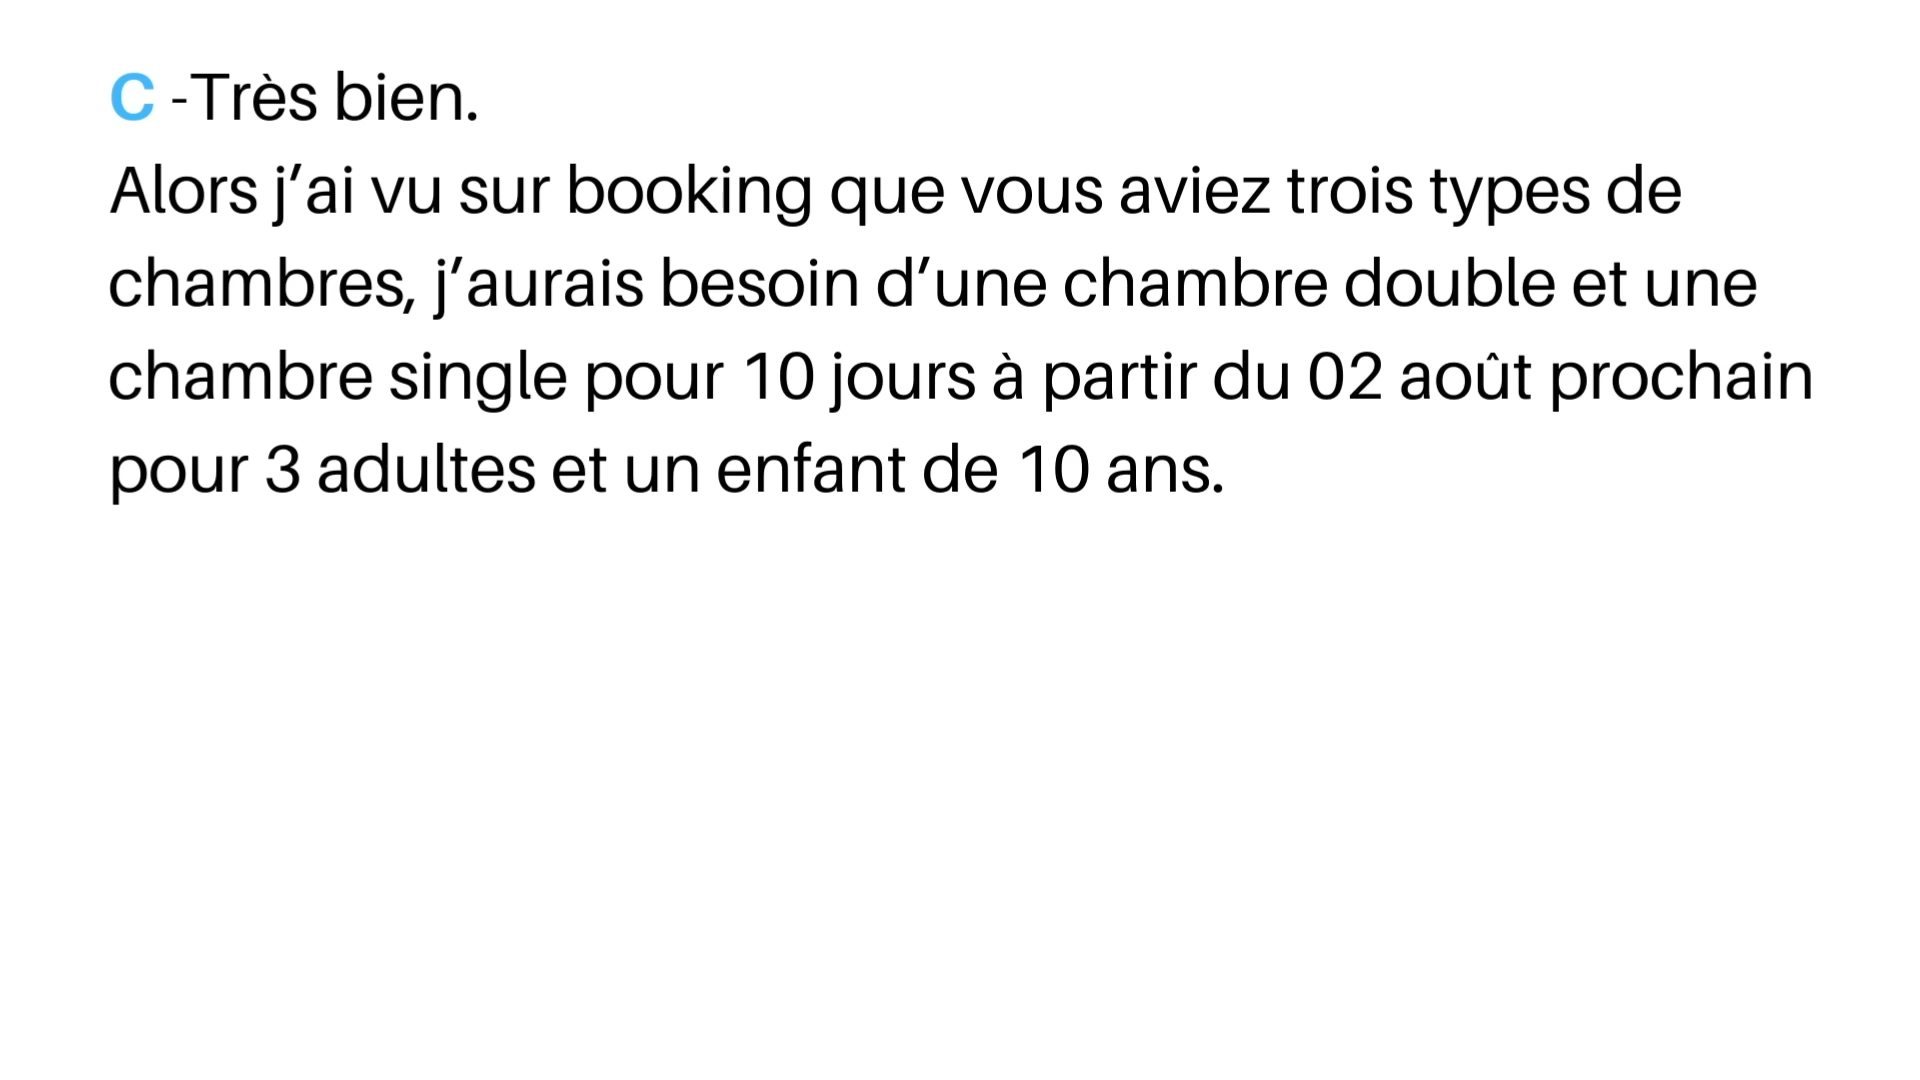 C -Très bien.
Alors j’ai vu sur booking que vous aviez trois types de
chambres, j’aurais besoin d’une chambre double et une
chambre single pour 10 jours à partir du 02 août prochain
pour 3 adultes et un enfant de 10 ans.